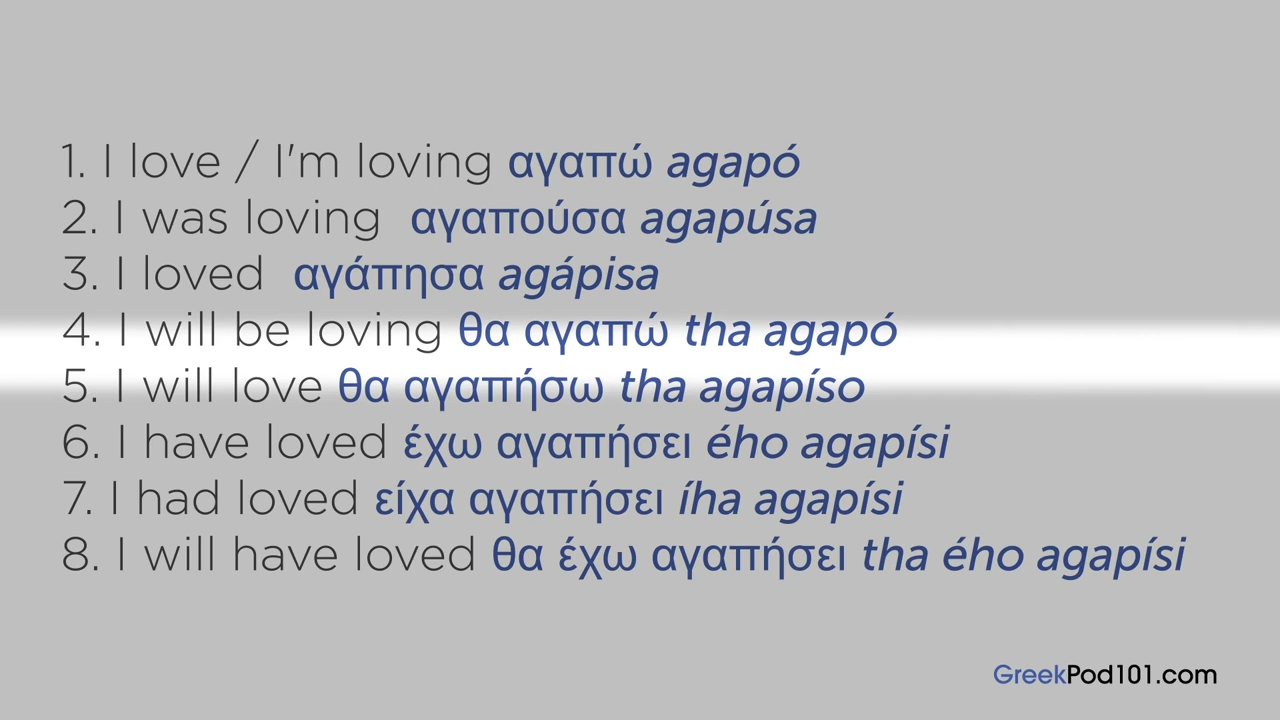 1. I love / I'm loving αγαπώ agapó
2. I was loving αγαπούσα agapúsa
3. I loved αγάπησα agápisa
4. I will be loving θα αγαπώ tha agapó
5. I will love θα αγαπήσω tha agapíso
6. I have loved έχω αγαπήσει ého agapísi
7. I had loved είχα αγαπήσει íha agapísi
8. I will have loved θα έχω αγαπήσει tha ého agapísi
GreekPod101.com